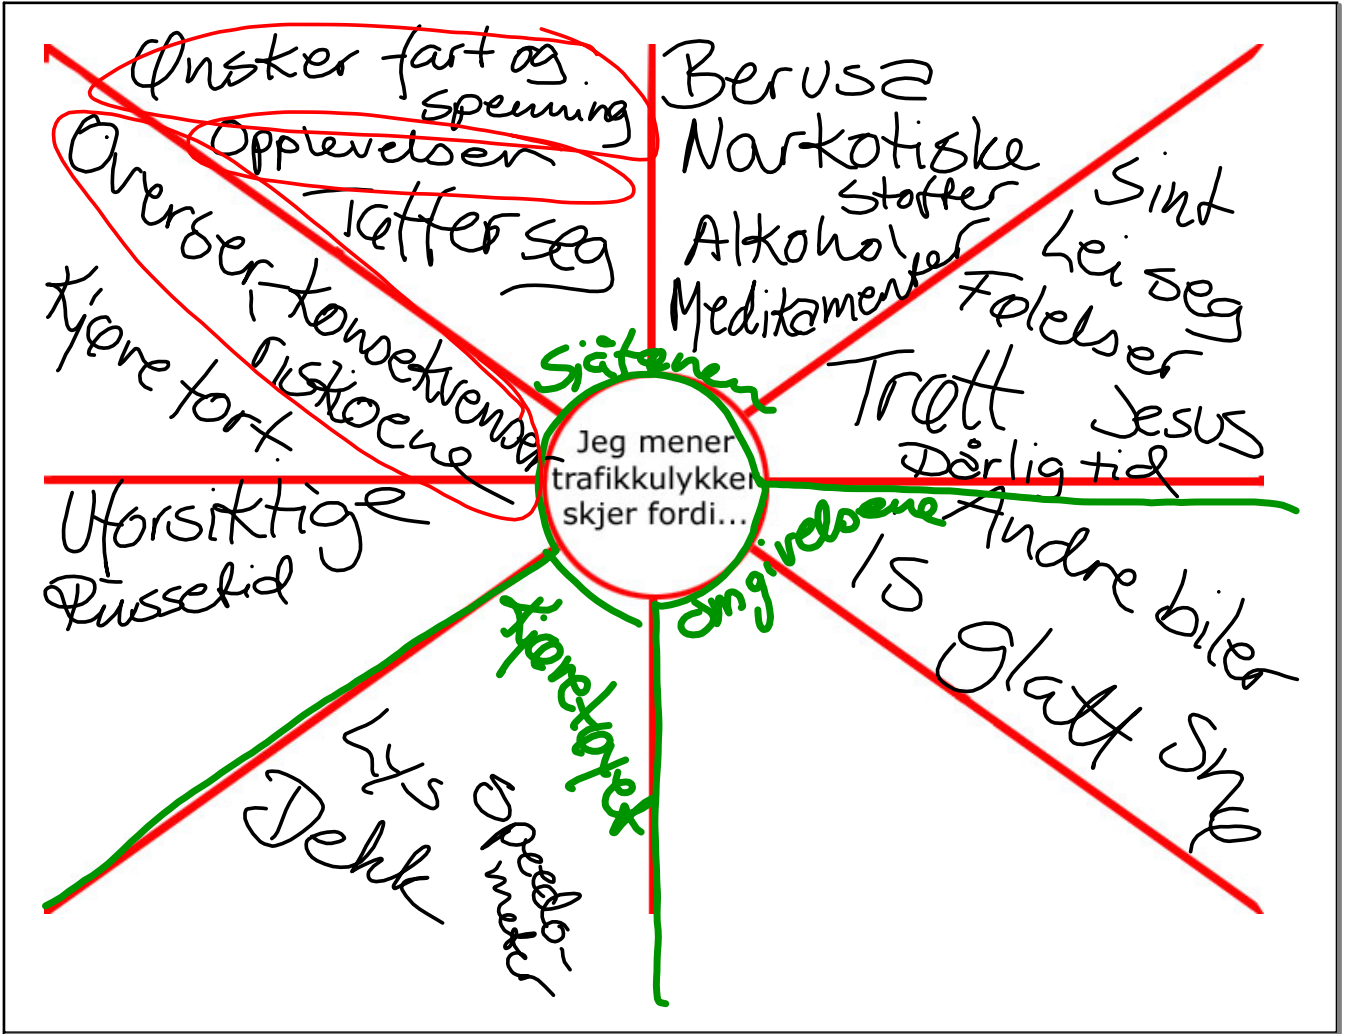 Ønsker fart og
spenning
Opplevelser
Tøffer seg
Overser konsekvenser
riskoene
Kjøre fort
Uforsiktige
Russetid
Berusa
Narkotiske
stoffer
Alkohol
Medikamenter
Sint
Lei seg
Følelser
Trøtt
Jesus
Dårlig tid
Sjåføren
Jeg mener
trafikkulykker
skjer fordi...
Omgivelsene
Andre biler
Is
Glatt
Snø
Kjøretøyet
Lys
Dekk
Speedo-
meter